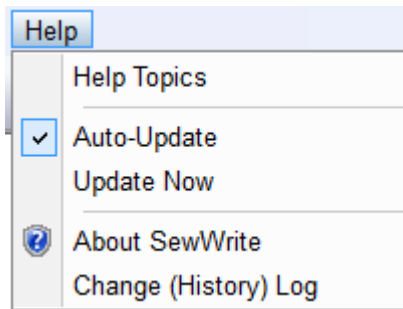 Help
Help Topics
Auto-Update
Update Now
About SewWrite
Change (History) Log